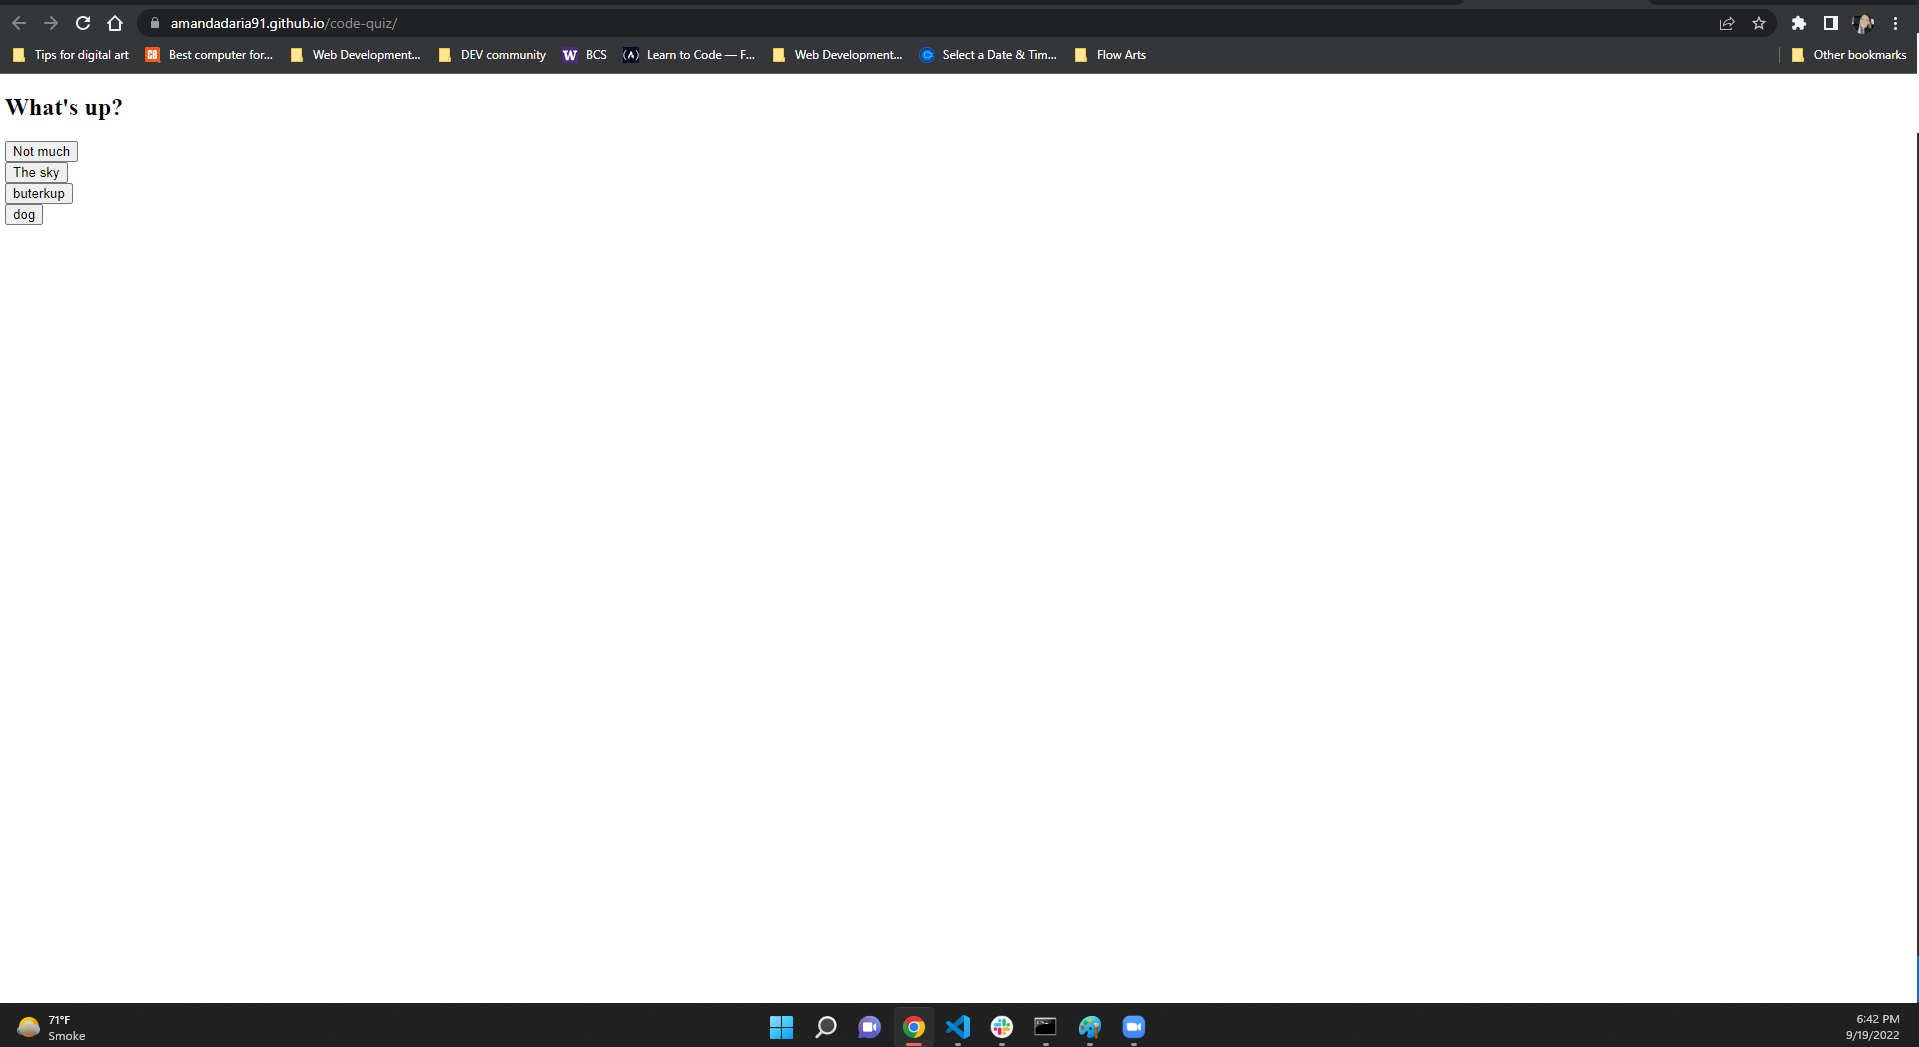 amandadaria91.github.io/code-quiz/
Tips for digital art
Best computer for...
Web Development...
DEV community
W BCS
Learn to Code — F...
Web Development...
Select a Date & Tim...
Flow Arts
Other bookmarks
What's up?
Not much
The sky
buterkup
dog
71°F
Smoke
6:42 PM
9/19/2022